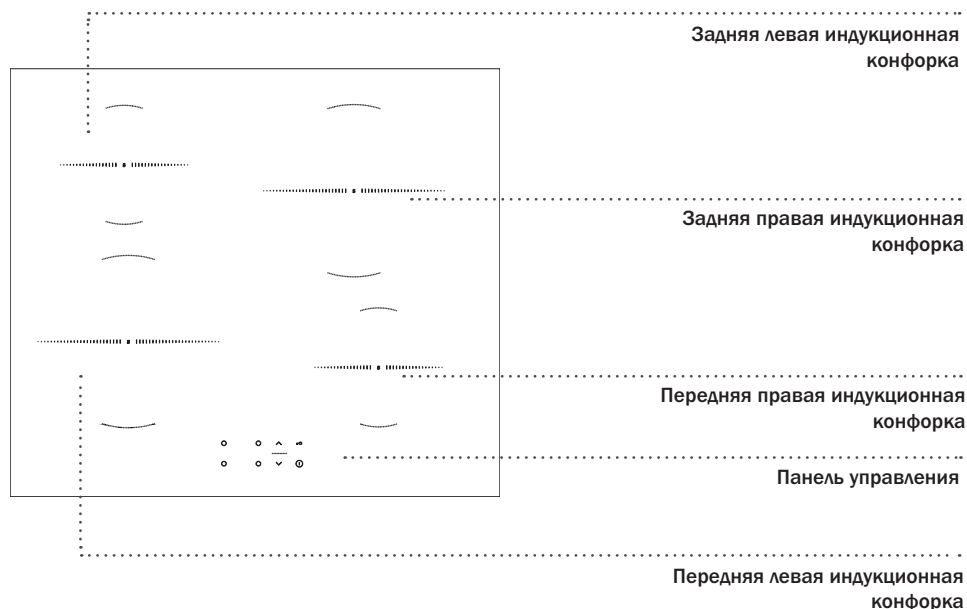 Задняя левая индукционная
конфорка
Задняя правая индукционная
конфорка
Передняя правая индукционная
конфорка
Панель управления
Передняя левая индукционная
конфорка